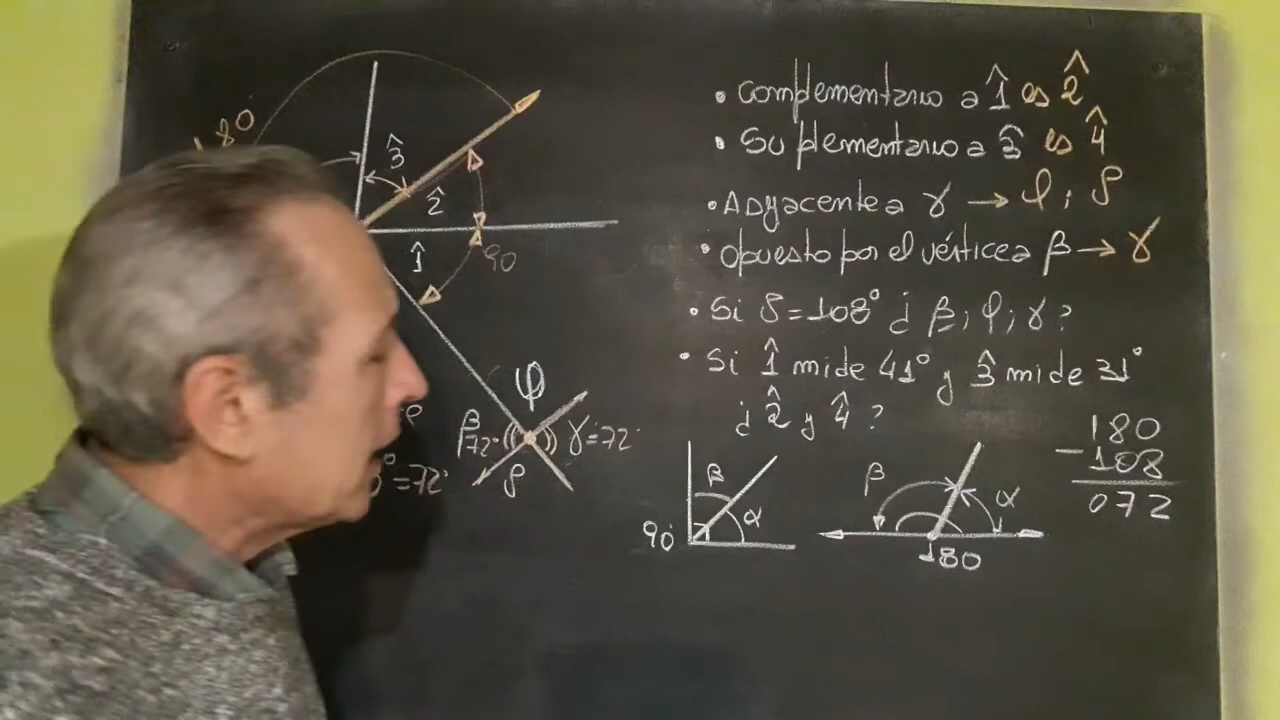 180°
3̂
2̂
1̂
90
φ
β
72°
γ=72°
δ
°=72°
• complementario a 1̂ es 2̂
• Suplementario a 3̂ es 4̂
• Adyacente a γ → φ; δ
• Opuesto por el vértice a β → γ
• Si δ=108° ¿ β; φ; γ?
• Si 1̂ mide 41° y 3̂ mide 31°
¿ 2̂ y 4̂ ?
180
-108
072
β
α
90°
β
α
180